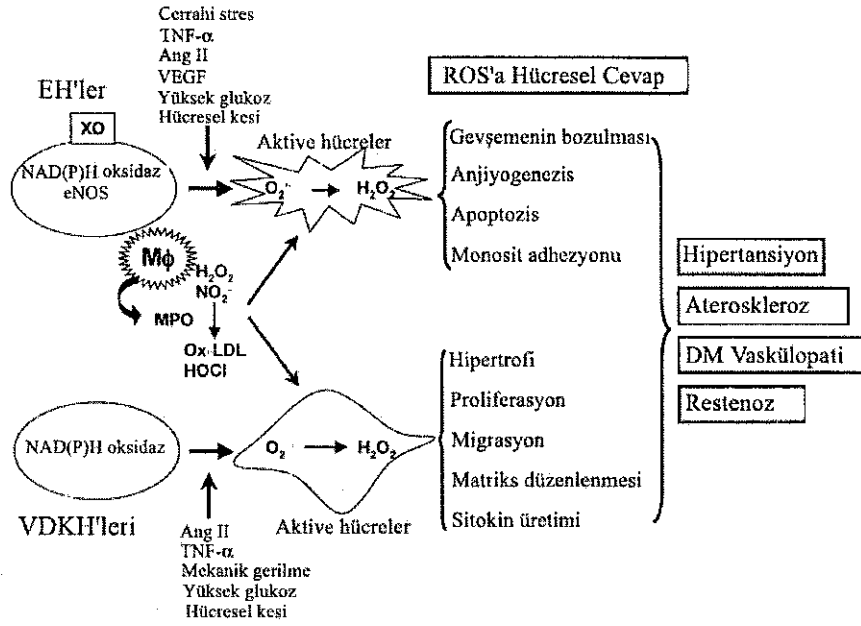 Cerrahi stres
TNF-α
Ang II
VEGF
Yüksek glukoz
Hücresel kesi
ROS'a Hücresel Cevap
EH'ler
XO
NAD(P)H oksidaz
eNOS
Aktive hücreler
O₂⁻ → H₂O₂
Gevşemenin bozulması
Anjiyogenezis
Apoptozis
Monosit adhezyonu
Mϕ
H₂O₂
NO₂⁻
MPO
Ox-LDL
HOCl
Hipertansiyon
Ateroskleroz
DM Vaskülopati
Restenoz
Hipertrofi
Proliferasyon
Migrasyon
Matriks düzenlenmesi
Sitokin üretimi
NAD(P)H oksidaz
O₂⁻ → H₂O₂
VDKH'leri
Aktive hücreler
Ang II
TNF-α
Mekanik gerilme
Yüksek glukoz
Hücresel kesi